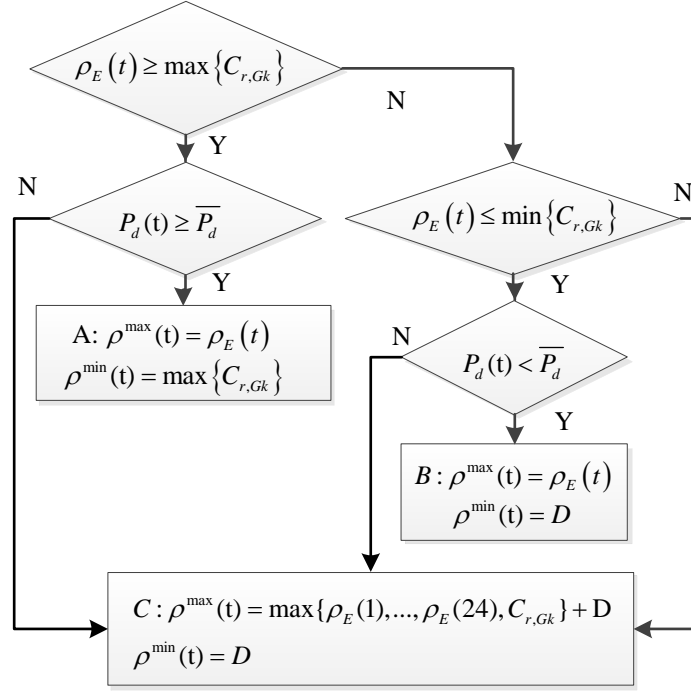 ρ_E(t) ≥ max{C_{r,Gk}}
N
Y
N
P_d(t) ≥ \overline{P_d}
ρ_E(t) ≤ min{C_{r,Gk}}
N
Y
Y
A: ρ^{max}(t) = ρ_E(t)
ρ^{min}(t) = max{C_{r,Gk}}
N
P_d(t) < \overline{P_d}
Y
B : ρ^{max}(t) = ρ_E(t)
ρ^{min}(t) = D
C : ρ^{max}(t) = max{ρ_E(1),...,ρ_E(24),C_{r,Gk}} + D
ρ^{min}(t) = D